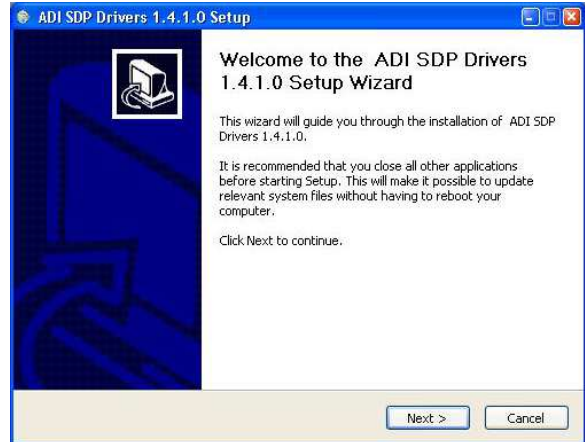 ADI SDP Drivers 1.4.1.0 Setup
Welcome to the ADI SDP Drivers
1.4.1.0 Setup Wizard
This wizard will guide you through the installation of ADI SDP
Drivers 1.4.1.0.
It is recommended that you close all other applications
before starting Setup. This will make it possible to update
relevant system files without having to reboot your
computer.
Click Next to continue.
Next >
Cancel